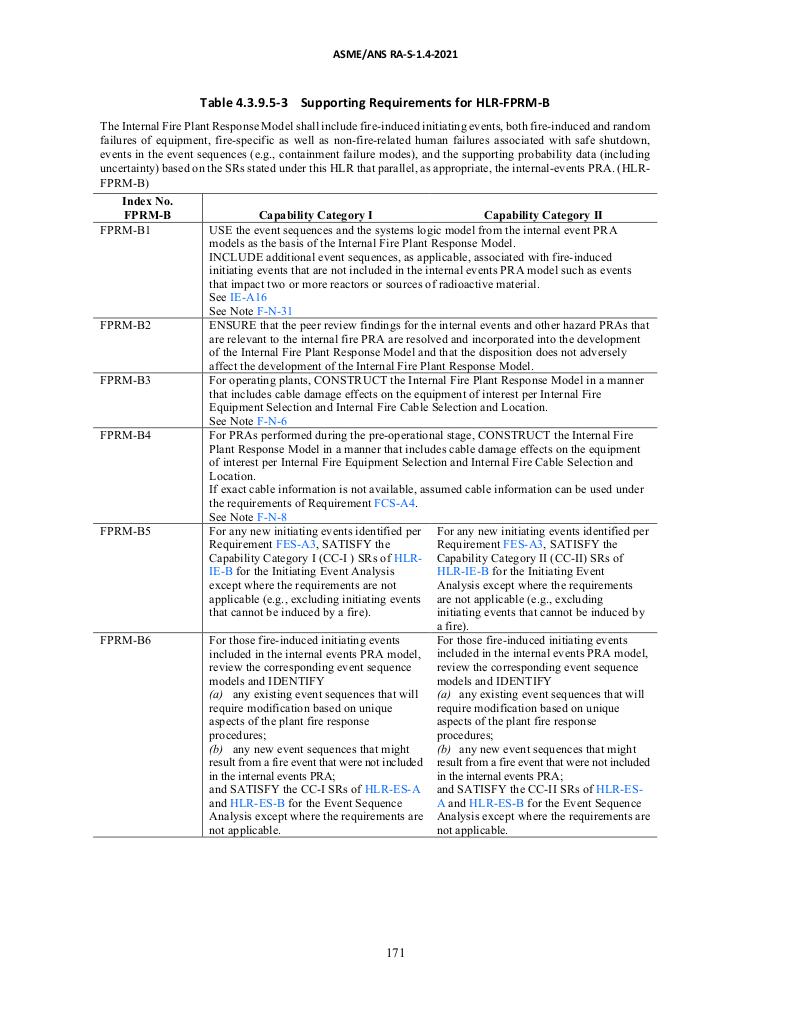 ASME/ANS RA-S-1.4-2021
Table 4.3.9.5-3 Supporting Requirements for HLR-FPRM-B
The Internal Fire Plant Response Model shall include fire-induced initiating events, both fire-induced and random
failures of equipment, fire-specific as well as non-fire-related human failures associated with safe shutdown,
events in the event sequences (e.g., containment failure modes), and the supporting probability data (including
uncertainty) based on the SRs stated under this HLR that parallel, as appropriate, the internal-events PRA. (HLR-
FPRM-B)
Index No.
FPRM-B
Capability Category I
Capability Category II
FPRM-B1
USE the event sequences and the systems logic model from the internal event PRA
models as the basis of the Internal Fire Plant Response Model.
INCLUDE additional event sequences, as applicable, associated with fire-induced
initiating events that are not included in the internal events PRA model such as events
that impact two or more reactors or sources of radioactive material.
See IE-A16
See Note F-N-31
FPRM-B2
ENSURE that the peer review findings for the internal events and other hazard PRAs that
are relevant to the internal fire PRA are resolved and incorporated into the development
of the Internal Fire Plant Response Model and that the disposition does not adversely
affect the development of the Internal Fire Plant Response Model.
FPRM-B3
For operating plants, CONSTRUCT the Internal Fire Plant Response Model in a manner
that includes cable damage effects on the equipment of interest per Internal Fire
Equipment Selection and Internal Fire Cable Selection and Location.
See Note F-N-6
FPRM-B4
For PRAs performed during the pre-operational stage, CONSTRUCT the Internal Fire
Plant Response Model in a manner that includes cable damage effects on the equipment
of interest per Internal Fire Equipment Selection and Internal Fire Cable Selection and
Location.
If exact cable information is not available, assumed cable information can be used under
the requirements of Requirement FCS-A4.
See Note F-N-8
FPRM-B5
For any new initiating events identified per
Requirement FES-A3, SATISFY the
Capability Category I (CC-I ) SRs of HLR-
IE-B for the Initiating Event Analysis
except where the requirements are not
applicable (e.g., excluding initiating events
that cannot be induced by a fire).
For any new initiating events identified per
Requirement FES-A3, SATISFY the
Capability Category II (CC-II) SRs of
HLR-IE-B for the Initiating Event
Analysis except where the requirements
are not applicable (e.g., excluding
initiating events that cannot be induced by
a fire).
FPRM-B6
For those fire-induced initiating events
included in the internal events PRA model,
review the corresponding event sequence
models and IDENTIFY
(a) any existing event sequences that will
require modification based on unique
aspects of the plant fire response
procedures;
(b) any new event sequences that might
result from a fire event that were not included
in the internal events PRA;
and SATISFY the CC-I SRs of HLR-ES-A
and HLR-ES-B for the Event Sequence
Analysis except where the requirements are
not applicable.
For those fire-induced initiating events
included in the internal events PRA model,
review the corresponding event sequence
models and IDENTIFY
(a) any existing event sequences that will
require modification based on unique
aspects of the plant fire response
procedures;
(b) any new event sequences that might
result from a fire event that were not included
in the internal events PRA;
and SATISFY the CC-II SRs of HLR-ES-
A and HLR-ES-B for the Event Sequence
Analysis except where the requirements are
not applicable.
171